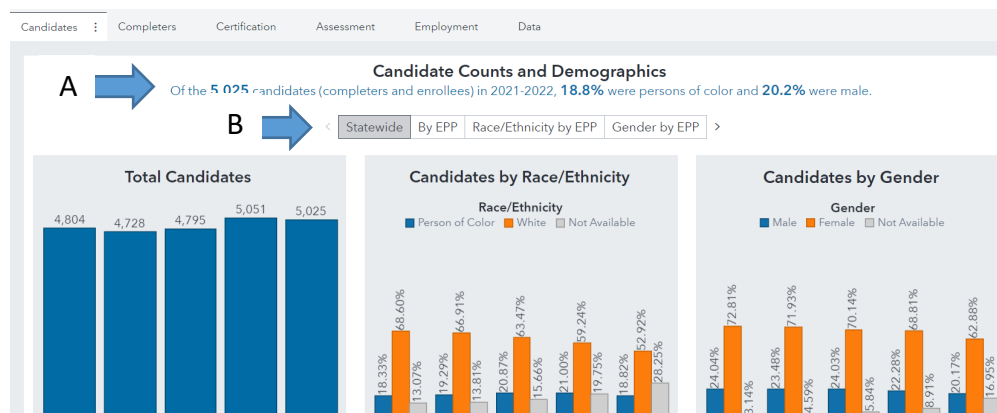 Candidates ⋮ Completers Certification Assessment Employment Data
A
Candidate Counts and Demographics
Of the 5,025 candidates (completers and enrollees) in 2021-2022, 18.8% were persons of color and 20.2% were male.
B
< Statewide By EPP Race/Ethnicity by EPP Gender by EPP >
Total Candidates
4,804 4,728 4,795 5,051 5,025
Candidates by Race/Ethnicity
Race/Ethnicity
Person of Color White Not Available
18.33% 68.60% 13.07% 19.29% 66.91% 13.81% 20.87% 63.47% 15.66% 21.00% 59.24% 19.75% 18.82% 52.92% 28.25%
Candidates by Gender
Gender
Male Female Not Available
24.04% 72.81% 3.14% 23.48% 71.93% 4.59% 24.03% 70.14% 5.84% 22.28% 68.81% 8.91% 20.17% 62.88% 16.95%